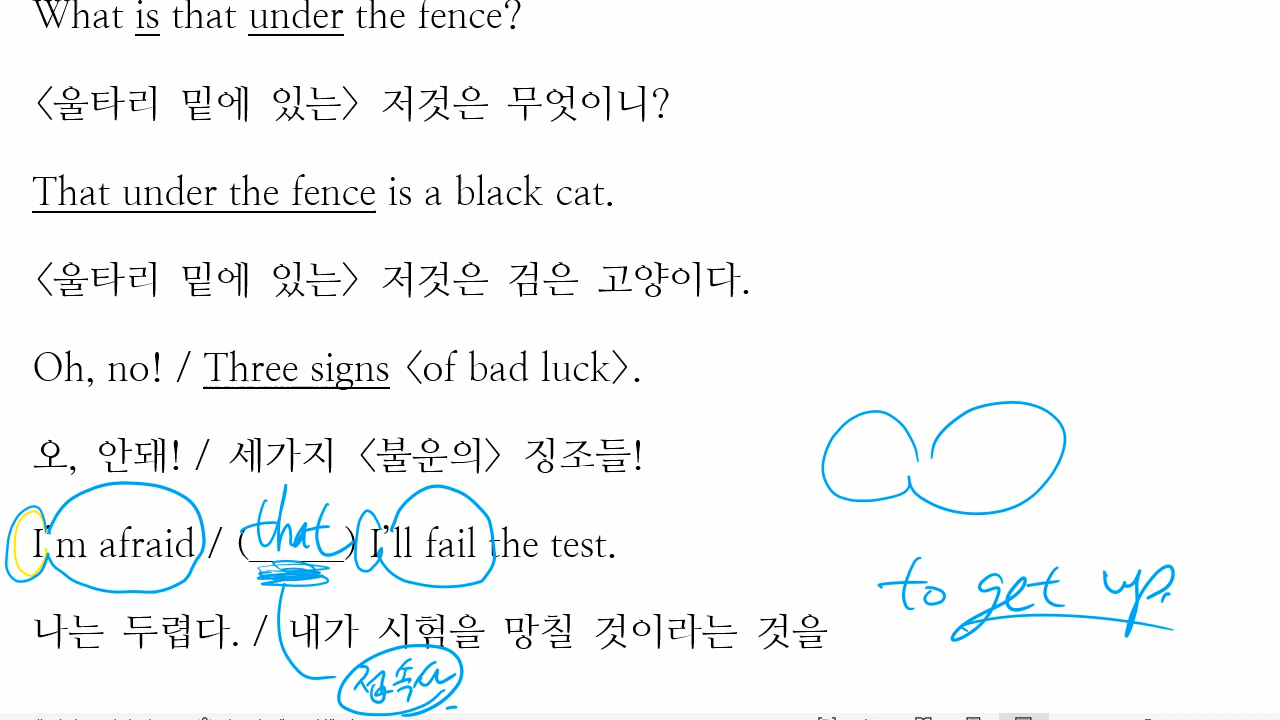 What is that under the fence?
〈울타리 밑에 있는〉 저것은 무엇이니?
That under the fence is a black cat.
〈울타리 밑에 있는〉 저것은 검은 고양이다.
Oh, no! / Three signs 〈of bad luck〉.
오, 안돼! / 세가지 〈불운의〉 징조들!
I'm afraid / (that) I'll fail the test.
to get up
나는 두렵다. / 내가 시험을 망칠 것이라는 것을
접속사